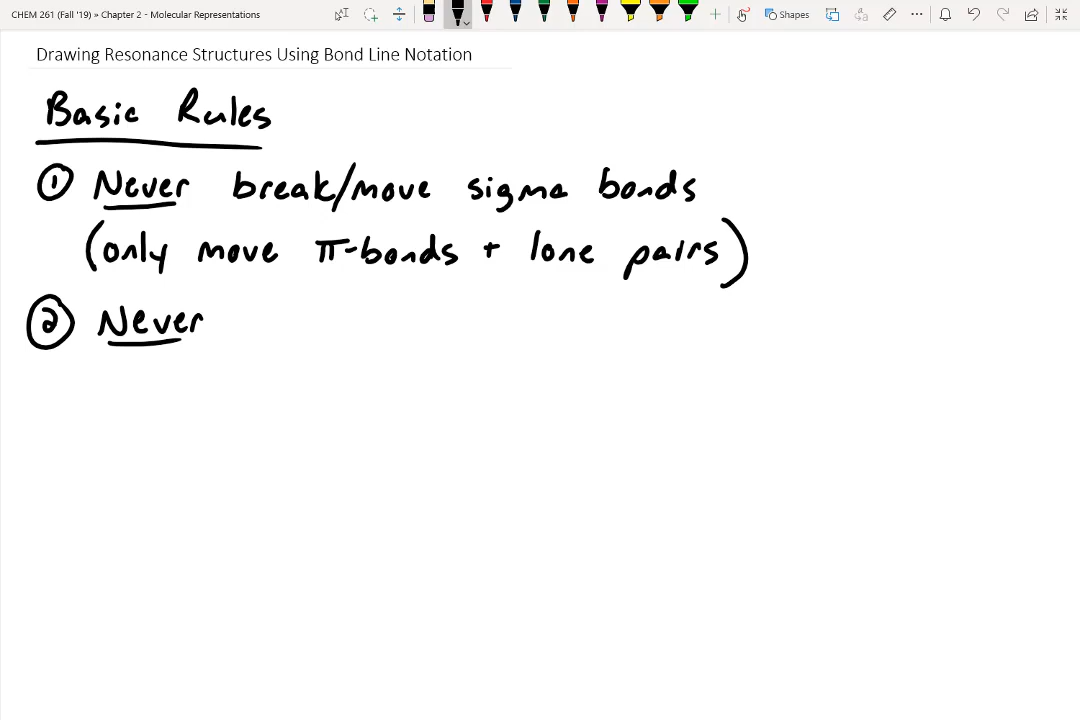 CHEM 261 (Fall '19) » Chapter 2 - Molecular Representations
Shapes
Drawing Resonance Structures Using Bond Line Notation
Basic Rules
① Never break/move sigma bonds
(only move π-bonds + lone pairs)
② Never